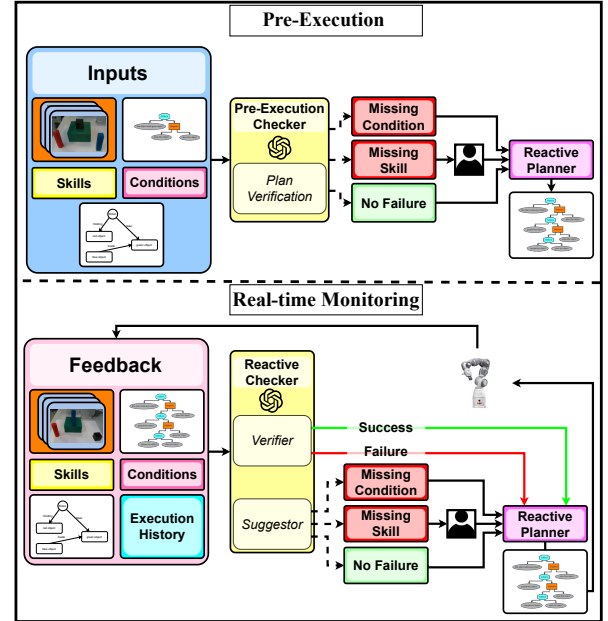 Pre-Execution
Inputs
Skills
Conditions
Pre-Execution
Checker
Plan
Verification
Missing
Condition
Missing
Skill
No Failure
Reactive
Planner
Real-time Monitoring
Feedback
Skills
Conditions
Execution
History
Reactive
Checker
Verifier
Suggestor
Success
Failure
Missing
Condition
Missing
Skill
No Failure
Reactive
Planner